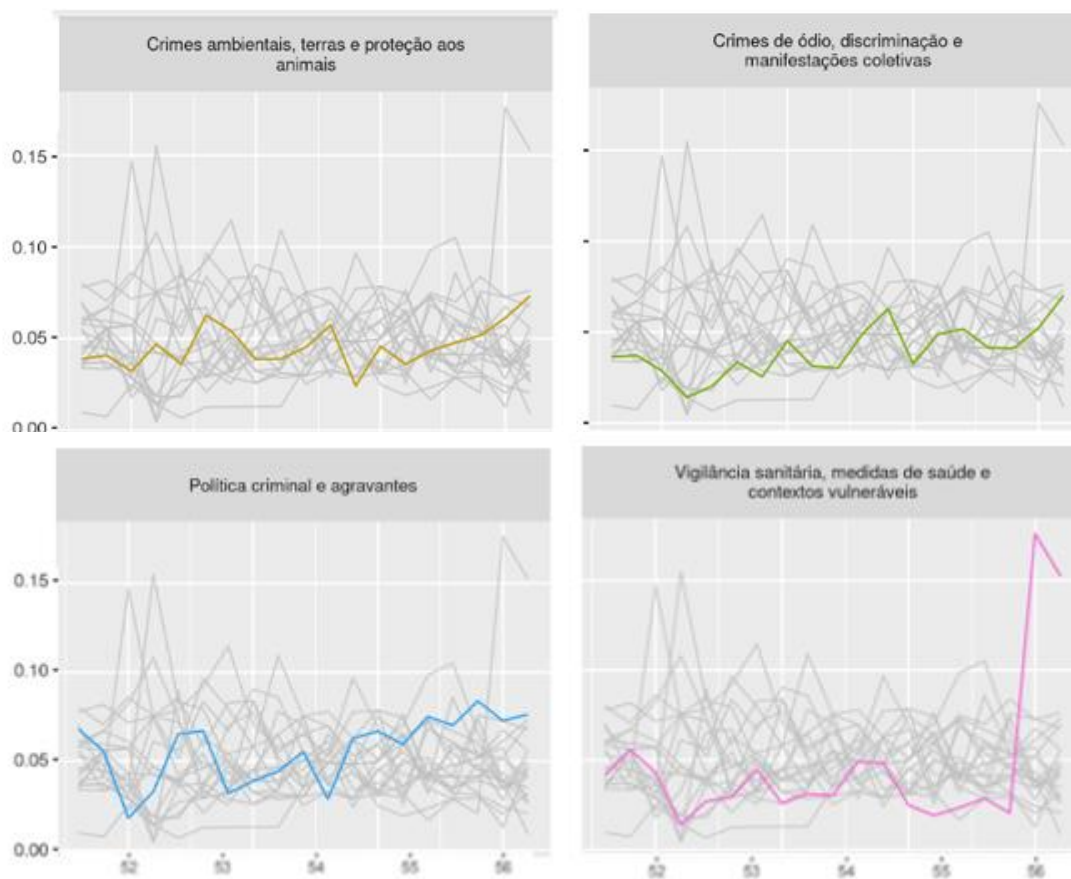 Crimes ambientais, terras e proteção aos
animais
Crimes de ódio, discriminação e
manifestações coletivas
0.15
0.10
0.05
0.00
Política criminal e agravantes
Vigilância sanitária, medidas de saúde e
contextos vulneráveis
0.15
0.10
0.05
0.00
52 53 54 55 56
52 53 54 55 56